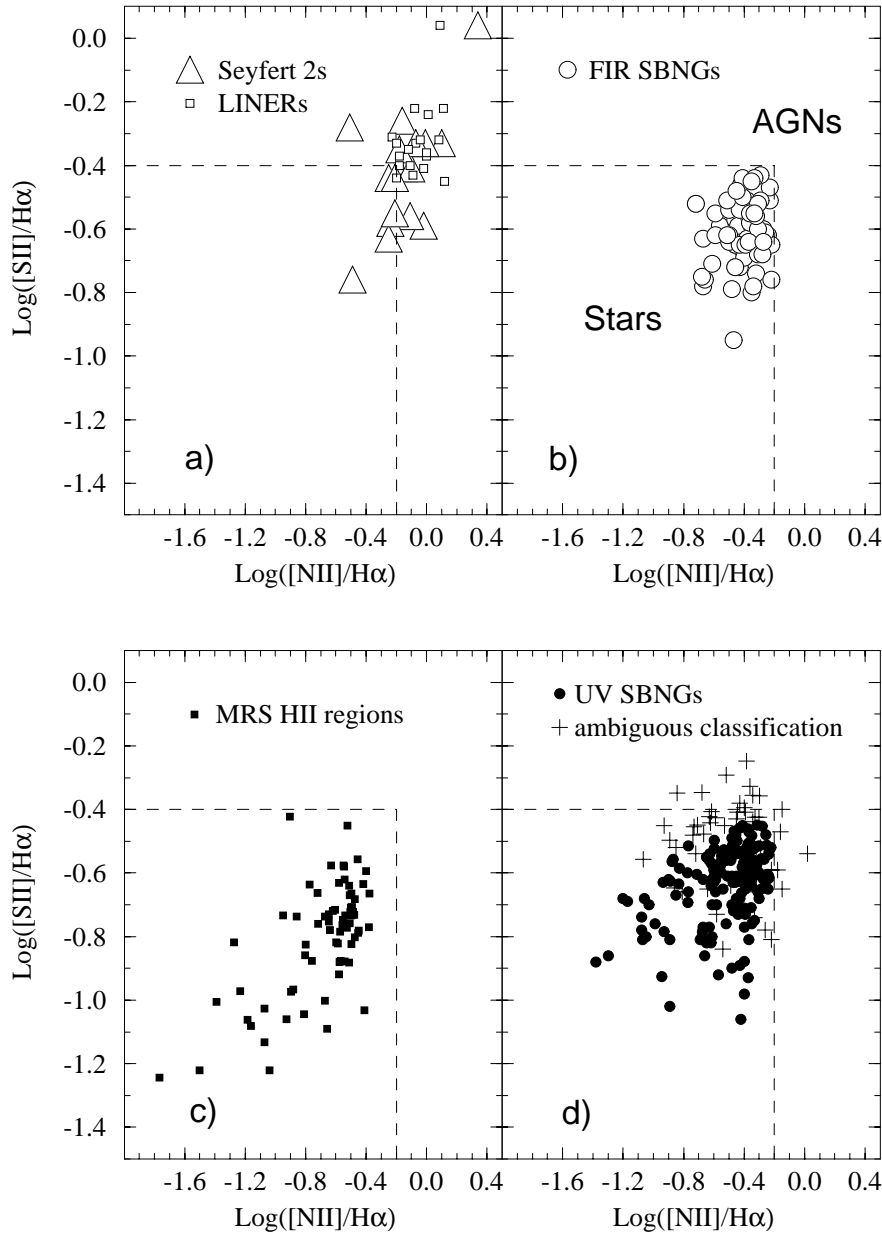 0.0
-0.2
-0.4
-0.6
-0.8
-1.0
-1.2
-1.4
Log([SII]/Hα)
Seyfert 2s
LINERs
a)
-1.6 -1.2 -0.8 -0.4 0.0 0.4
Log([NII]/Hα)
FIR SBNGs
AGNs
Stars
b)
-1.6 -1.2 -0.8 -0.4 0.0 0.4
Log([NII]/Hα)
0.0
-0.2
-0.4
-0.6
-0.8
-1.0
-1.2
-1.4
Log([SII]/Hα)
MRS HII regions
c)
-1.6 -1.2 -0.8 -0.4 0.0 0.4
Log([NII]/Hα)
UV SBNGs
ambiguous classification
d)
-1.6 -1.2 -0.8 -0.4 0.0 0.4
Log([NII]/Hα)